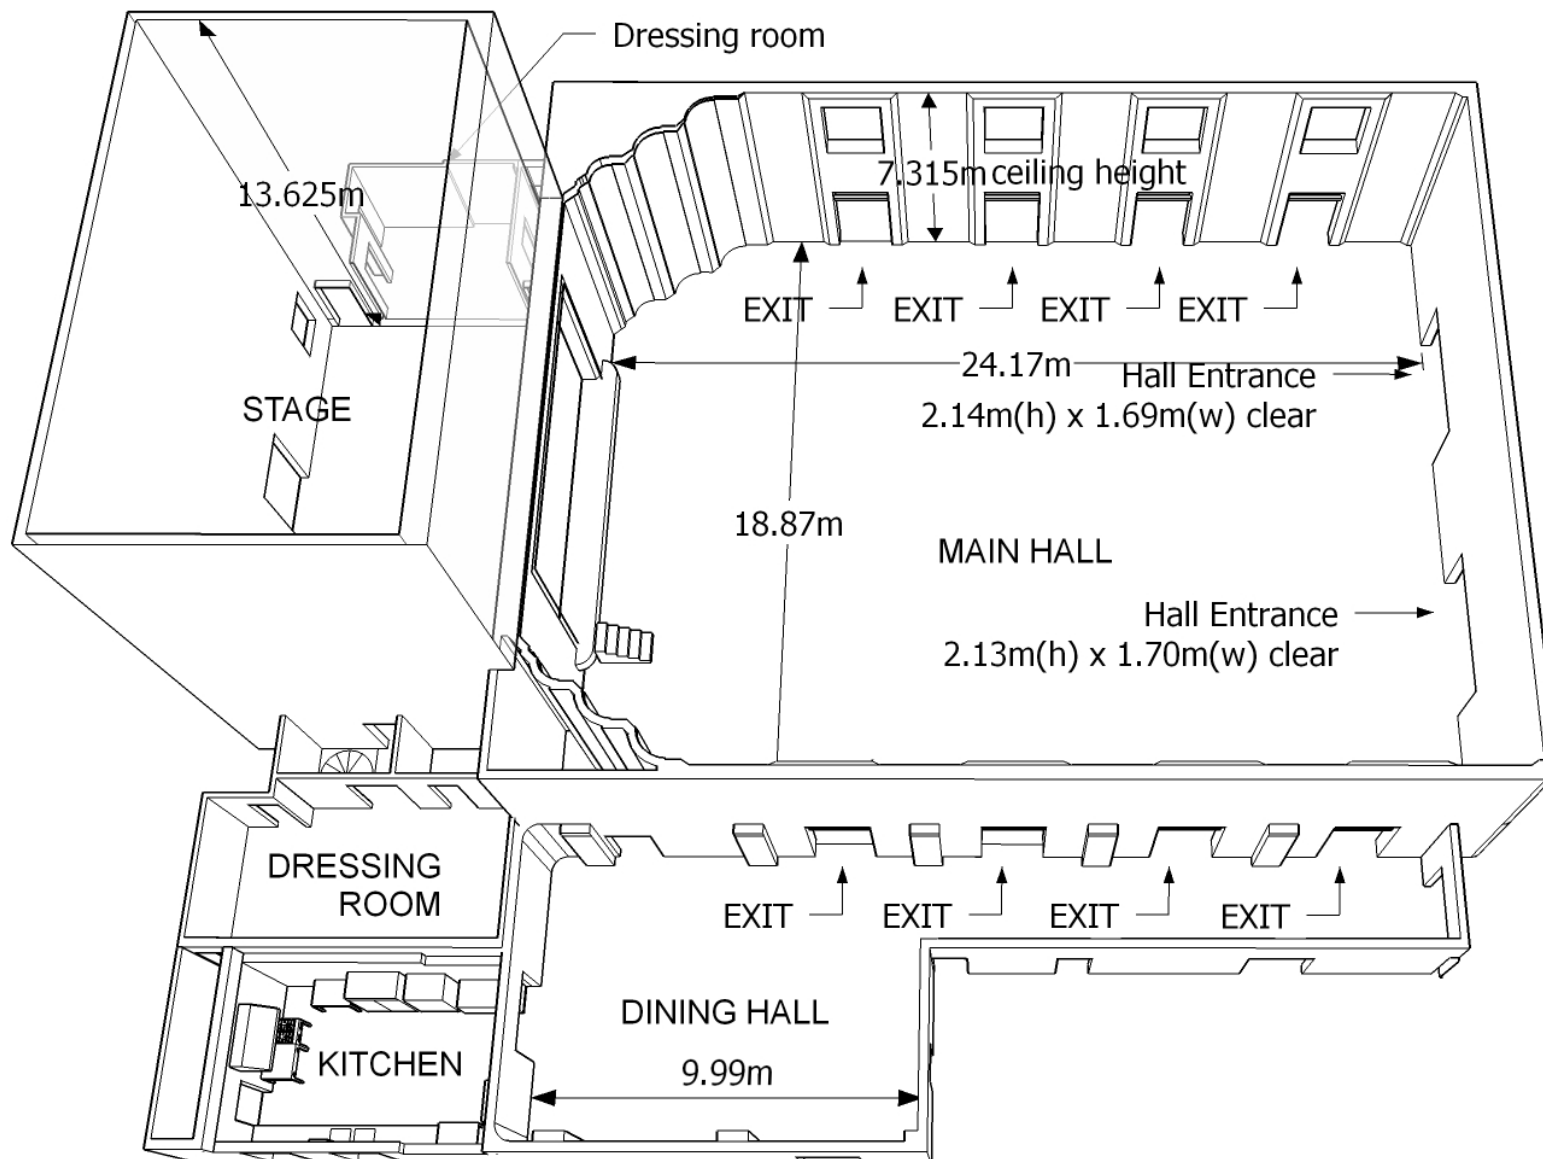 Dressing room
13.625m
7.315m ceiling height
EXIT
EXIT
EXIT
EXIT
24.17m
Hall Entrance
2.14m(h) x 1.69m(w) clear
STAGE
18.87m
MAIN HALL
Hall Entrance
2.13m(h) x 1.70m(w) clear
DRESSING
ROOM
EXIT
EXIT
EXIT
EXIT
DINING HALL
KITCHEN
9.99m